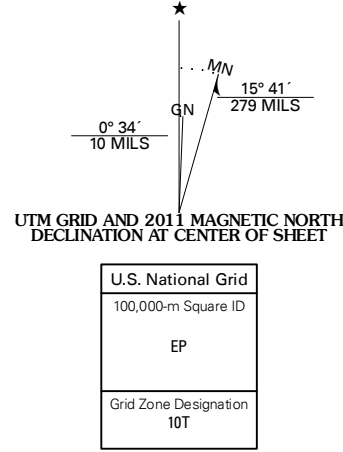 ★
MN
15° 41´
279 MILS
GN
0° 34´
10 MILS
UTM GRID AND 2011 MAGNETIC NORTH
DECLINATION AT CENTER OF SHEET
U.S. National Grid
100,000-m Square ID
EP
Grid Zone Designation
10T